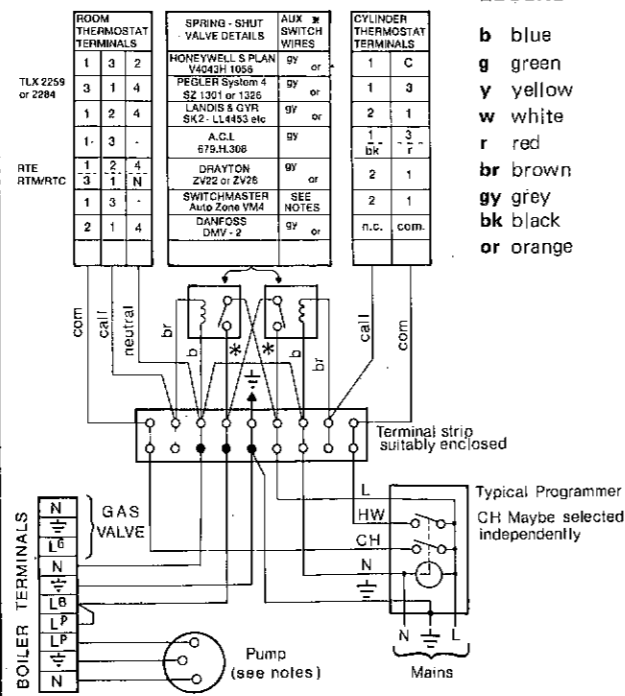 ROOM THERMOSTAT TERMINALS
SPRING - SHUT VALVE DETAILS
AUX * SWITCH WIRES
CYLINDER THERMOSTAT TERMINALS
1 3 2 HONEYWELL S PLAN V4043H 1056 gy or 1 C
TLX 2259 or 2284 3 1 4 PEGLER System 4 SZ 1301 or 1326 gy or 1 3
1 2 4 LANDIS & GYR SK2 - LL4453 etc gy or 2 1
1 3 - A.C.L 679.H.308 gy 1 bk 3 r
RTE RTM/RTC 1 3 2 1 4 N DRAYTON ZV22 or ZV28 gy or 2 1
1 3 - SWITCHMASTER Auto Zone VM4 SEE NOTES 2 1
2 1 4 DANFOSS DMV - 2 gy or n.c. com.
b blue
g green
y yellow
w white
r red
br brown
gy grey
bk black
or orange
com
call
neutral
br
b
*
*
b
br
call
com
Terminal strip
suitably enclosed
BOILER TERMINALS
N
L
GAS
VALVE
N
LB
LP
LP
N
Pump
(see notes)
L
HW
CH
N
Typical Programmer
CH Maybe selected
independently
N L
Mains